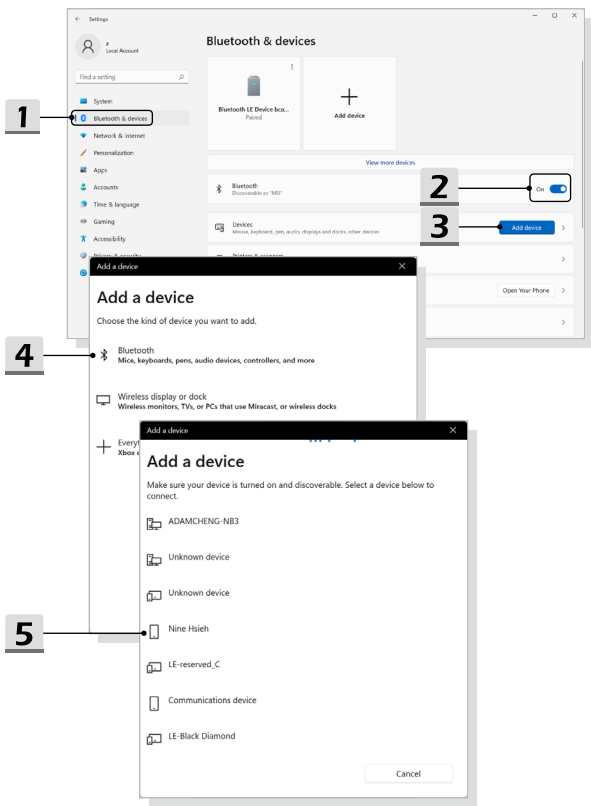 Settings
z
Local Account
Find a setting
System
Bluetooth & devices
Network & internet
Personalization
Apps
Accounts
Time & language
Gaming
Accessibility
Privacy & security
Bluetooth & devices
Bluetooth LE Device bca...
Paired
Add device
View more devices
Bluetooth
Discoverable as "MSI"
On
Devices
Mouse, keyboard, pen, audio, displays and docks, other devices
Add device
Printers & scanners
Open Your Phone
1
2
3
Add a device
Add a device
Choose the kind of device you want to add.
4
Bluetooth
Mice, keyboards, pens, audio devices, controllers, and more
Wireless display or dock
Wireless monitors, TVs, or PCs that use Miracast, or wireless docks
Xbox
Add a device
Add a device
Make sure your device is turned on and discoverable. Select a device below to
connect.
ADAMCHENG-NB3
Unknown device
Unknown device
5
Nine Hsieh
LE-reserved_C
Communications device
LE-Black Diamond
Cancel